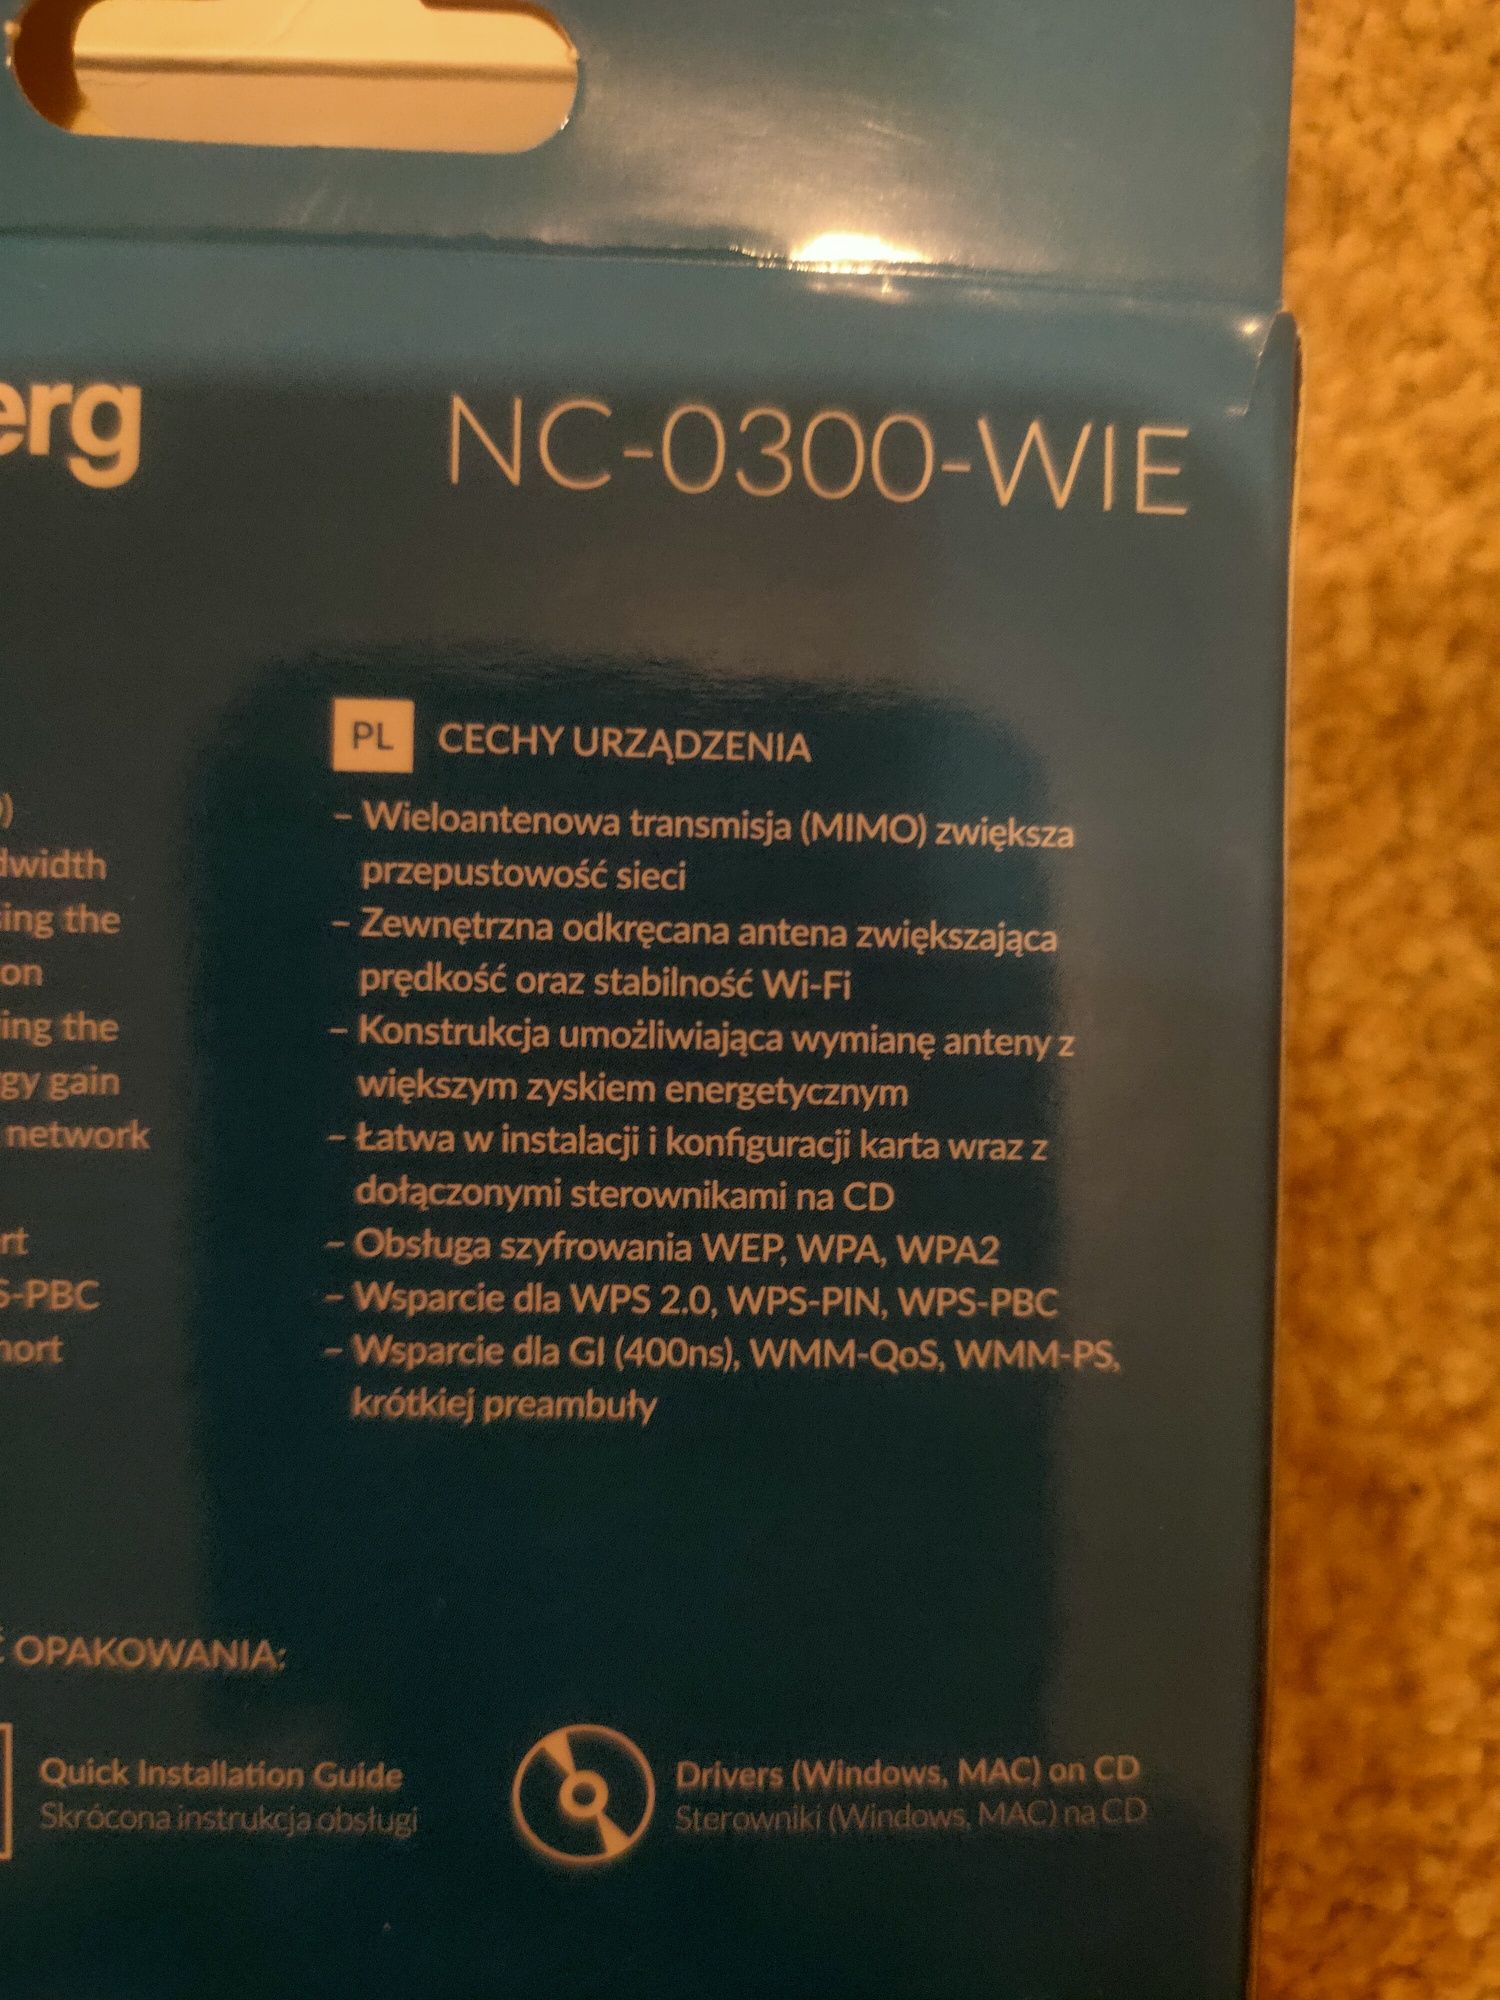 erg
NC-0300-WIE
PL CECHY URZĄDZENIA
– Wieloantenowa transmisja (MIMO) zwiększa
przepustowość sieci
– Zewnętrzna odkręcana antena zwiększająca
prędkość oraz stabilność Wi-Fi
– Konstrukcja umożliwiająca wymianę anteny z
większym zyskiem energetycznym
– Łatwa w instalacji i konfiguracji karta wraz z
dołączonymi sterownikami na CD
– Obsługa szyfrowania WEP, WPA, WPA2
– Wsparcie dla WPS 2.0, WPS-PIN, WPS-PBC
– Wsparcie dla GI (400ns), WMM-QoS, WMM-PS,
krótkiej preambuły
)
dwidth
ing the
on
ing the
gy gain
network
rt
S-PBC
hort
OPAKOWANIA:
Quick Installation Guide
Skrócona instrukcja obsługi
Drivers (Windows, MAC) on CD
Sterowniki (Windows, MAC) na CD